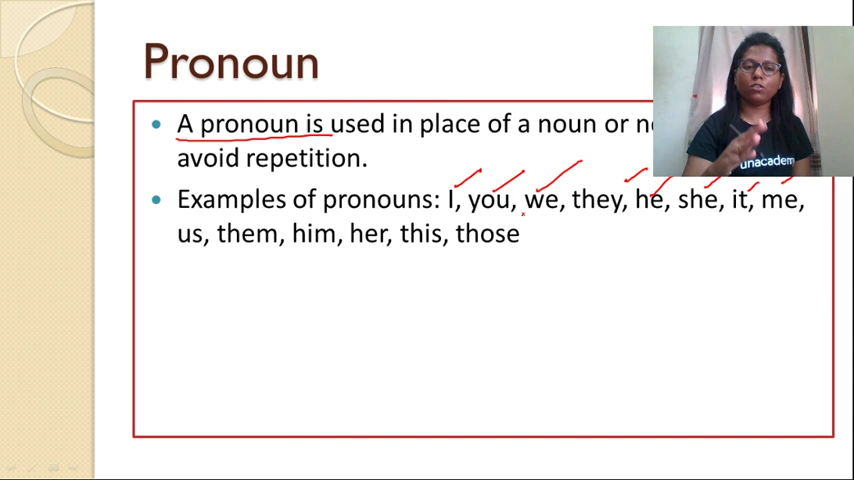 Pronoun
A pronoun is used in place of a noun or
avoid repetition.
Examples of pronouns: I, you, we, they, he, she, it, me,
us, them, him, her, this, those
unacademy